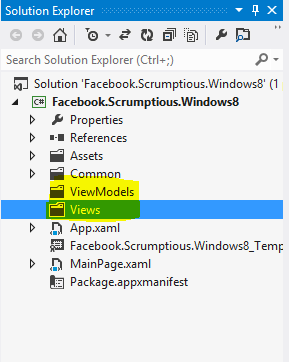 Solution Explorer
Search Solution Explorer (Ctrl+;)
Solution 'Facebook.Scrumptious.Windows8' (1
C# Facebook.Scrumptious.Windows8
Properties
References
Assets
Common
ViewModels
Views
App.xaml
Facebook.Scrumptious.Windows8_Temp
MainPage.xaml
Package.appxmanifest